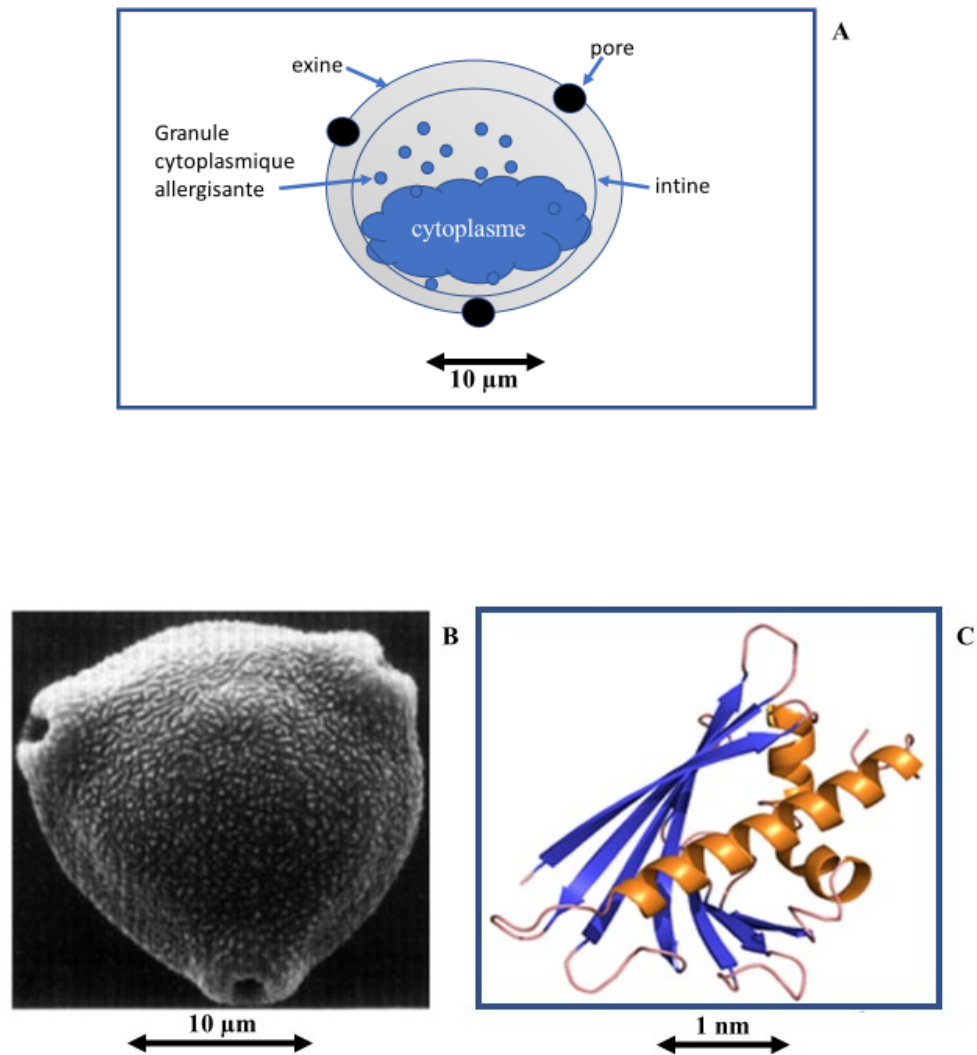 A
pore
exine
Granule
cytoplasmique
allergisante
intine
cytoplasme
10 µm
B
C
10 µm
1 nm